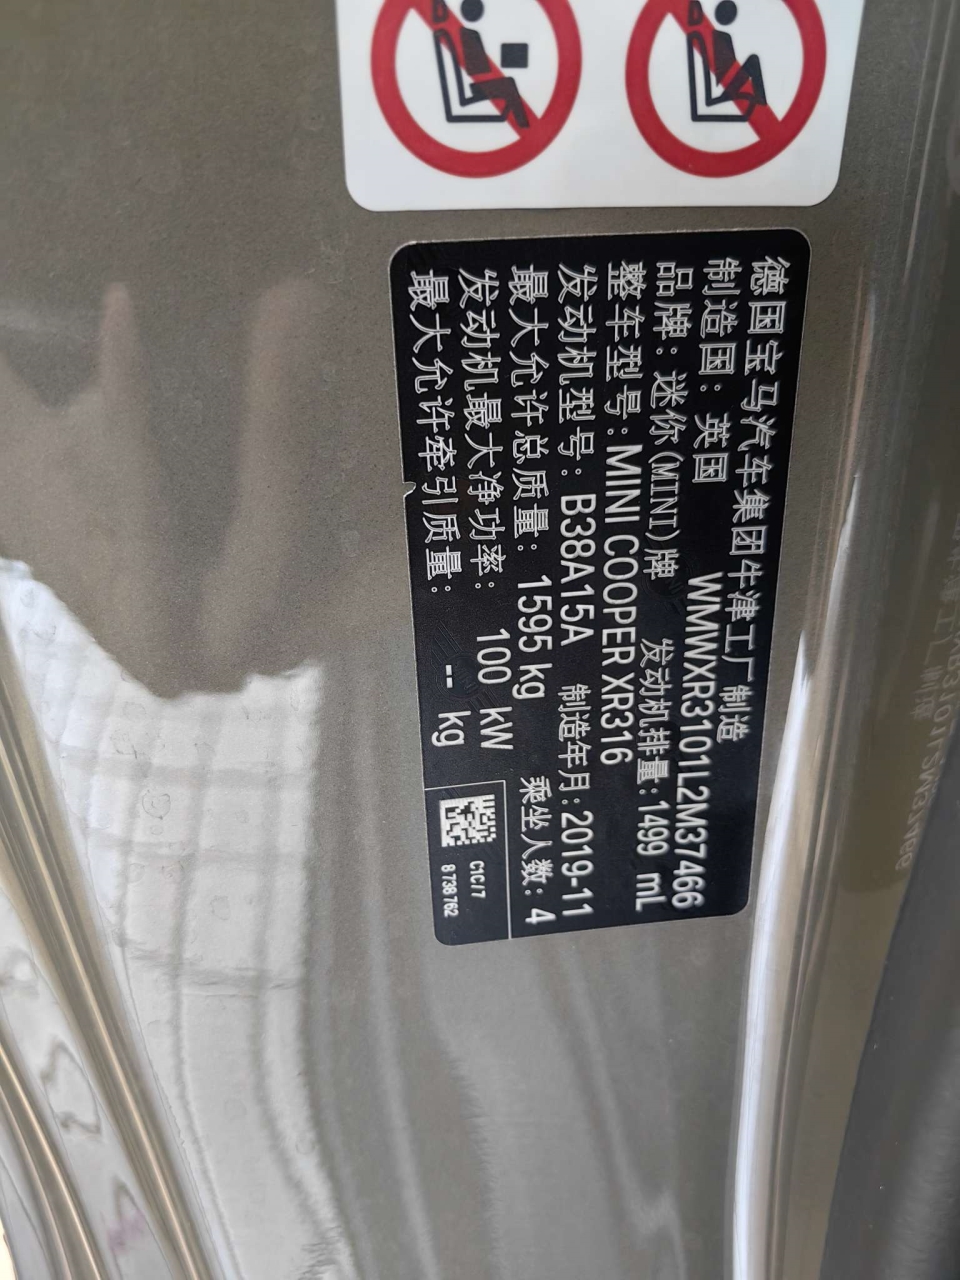 德国宝马汽车集团牛津工厂制造
制造国：英国 WMWXR3101L2M37466
品牌：迷你(MINI)牌 发动机排量：1499 mL
整车型号：MINI COOPER XR316
发动机型号：B38A15A 制造年月：2019-11
最大允许总质量：1595 kg 乘坐人数：4
发动机最大净功率：100 kW
最大允许牵引质量：-- kg
C1C/7
8 738 762